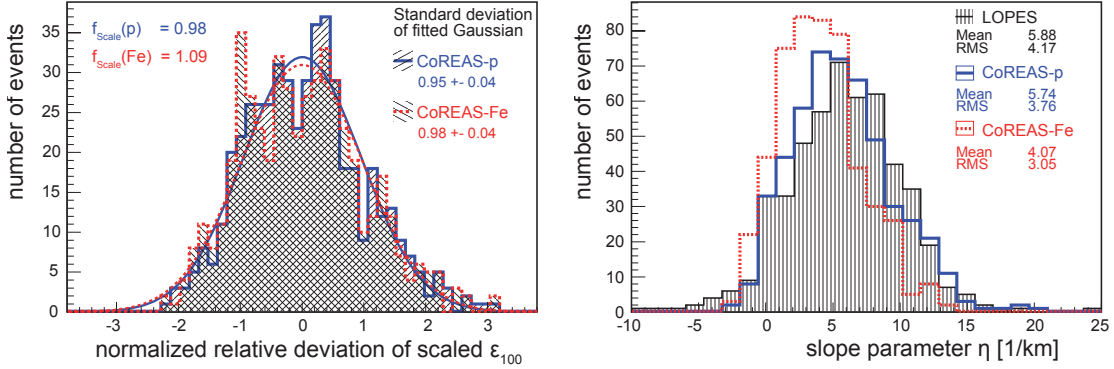 f_Scale(p) = 0.98
f_Scale(Fe) = 1.09
Standard deviation
of fitted Gaussian
CoREAS-p
0.95 +- 0.04
CoREAS-Fe
0.98 +- 0.04
number of events
35
30
25
20
15
10
5
0
-3
-2
-1
0
1
2
3
normalized relative deviation of scaled ε_100
LOPES
Mean 5.88
RMS 4.17
CoREAS-p
Mean 5.74
RMS 3.76
CoREAS-Fe
Mean 4.07
RMS 3.05
number of events
80
70
60
50
40
30
20
10
0
-10
-5
0
5
10
15
20
25
slope parameter η [1/km]